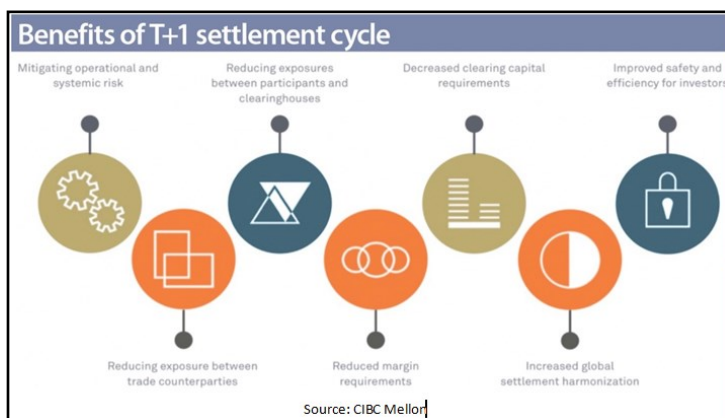 Benefits of T+1 settlement cycle
Mitigating operational and
systemic risk
Reducing exposures
between participants and
clearinghouses
Decreased clearing capital
requirements
Improved safety and
efficiency for investors
Reducing exposure between
trade counterparties
Reduced margin
requirements
Increased global
settlement harmonization
Source: CIBC Mellon